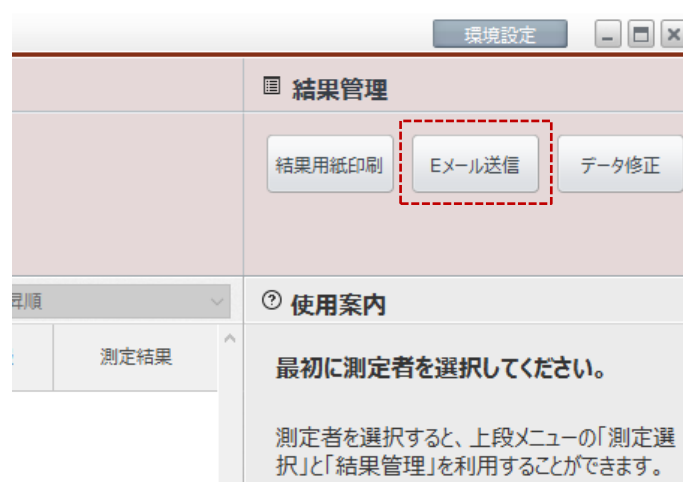 環境設定
結果管理
結果用紙印刷
Eメール送信
データ修正
昇順
使用案内
測定結果
最初に測定者を選択してください。
測定者を選択すると、上段メニューの「測定選
択」と「結果管理」を利用することができます。